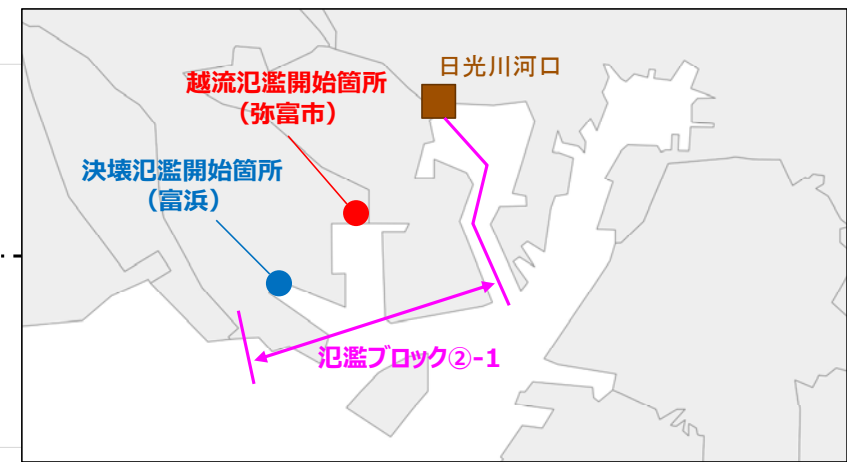 日光川河口
越流氾濫開始箇所
（弥富市）
決壊氾濫開始箇所
（富浜）
氾濫ブロック②-1